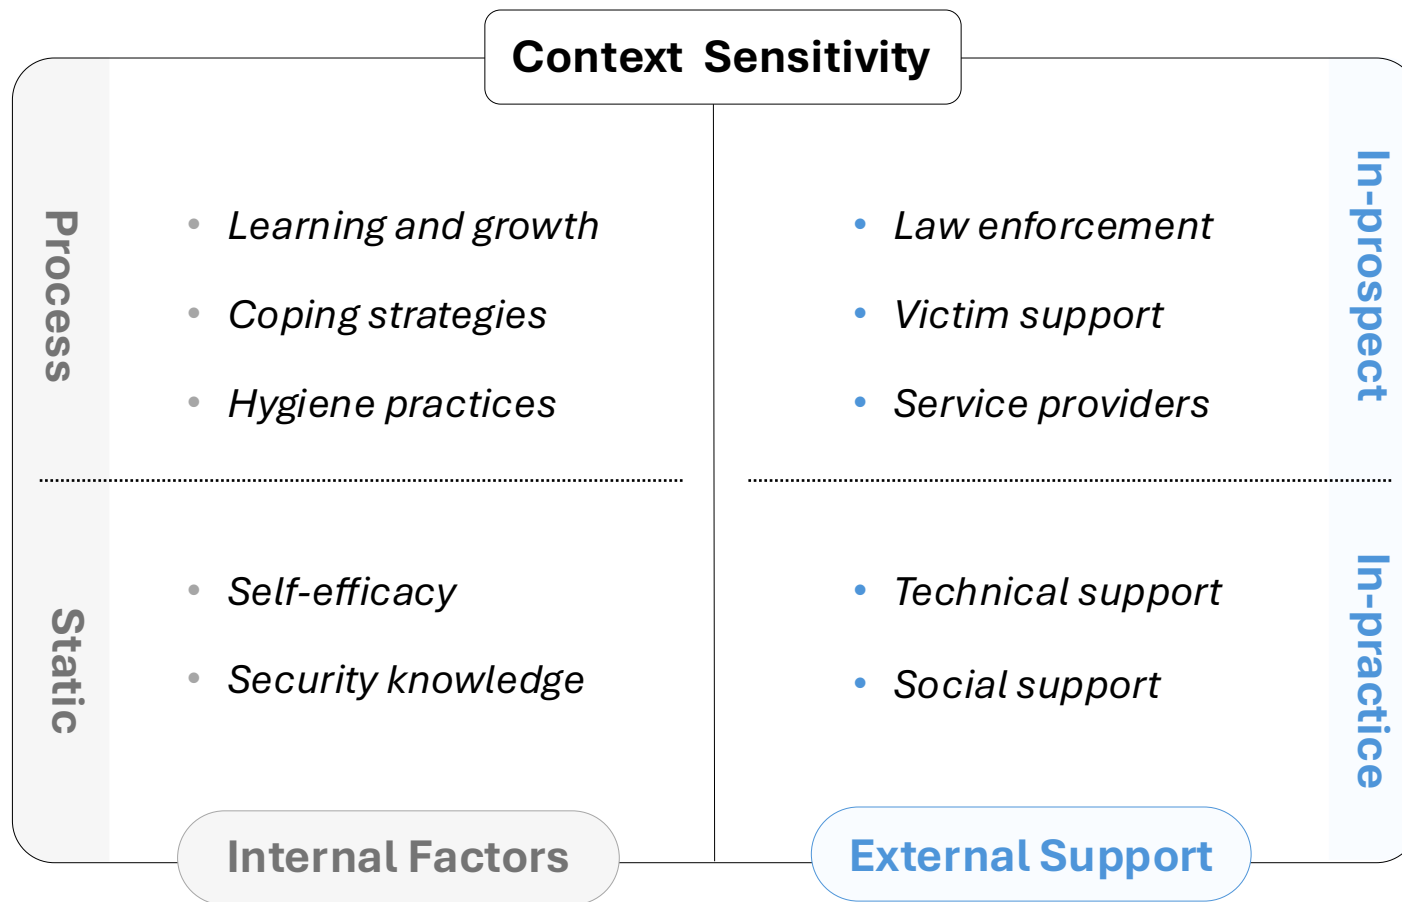 Context Sensitivity
Process
Learning and growth
Coping strategies
Hygiene practices
Static
Self-efficacy
Security knowledge
Internal Factors
In-prospect
Law enforcement
Victim support
Service providers
In-practice
Technical support
Social support
External Support